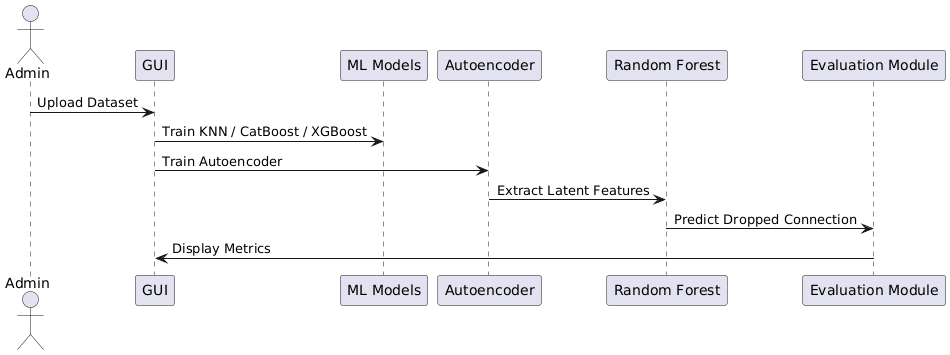 Admin
GUI
ML Models
Autoencoder
Random Forest
Evaluation Module
Upload Dataset
Train KNN / CatBoost / XGBoost
Train Autoencoder
Extract Latent Features
Predict Dropped Connection
Display Metrics
Admin
GUI
ML Models
Autoencoder
Random Forest
Evaluation Module